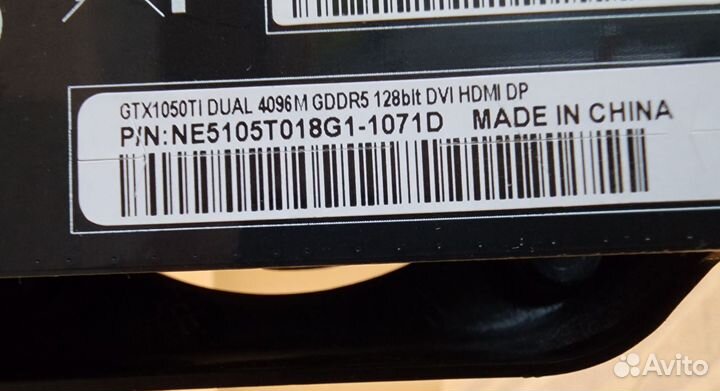 GTX1050TI DUAL 4096M GDDR5 128bit DVI HDMI DP
P/N:NE5105T018G1-1071D MADE IN CHINA
Avito